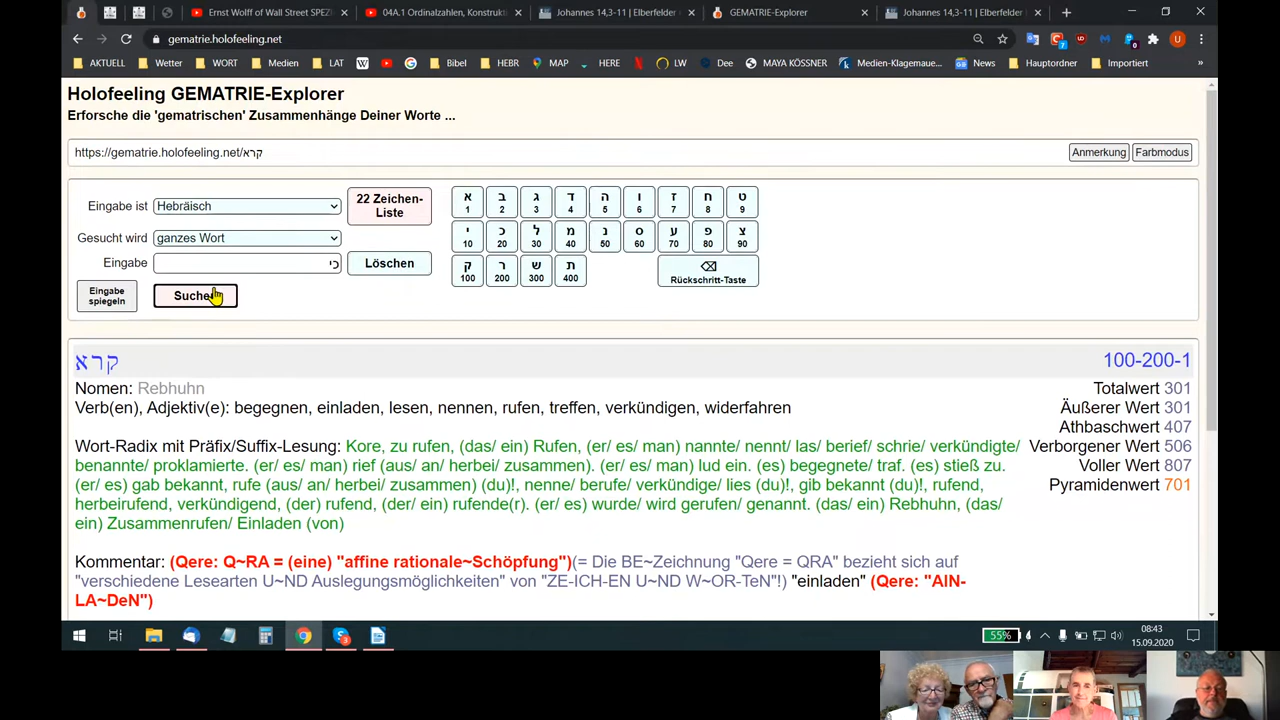 Ernst Wolff of Wall Street SPEZ
04A.1 Ordinalzahlen, Konstrukt
Johannes 14,3-11 | Elberfelder
GEMATRIE-Explorer
Johannes 14,3-11 | Elberfelder
gematrie.holofeeling.net
AKTUELL Wetter WORT Medien LAT Bibel HEBR MAP HERE LW Dee MAYA KÖSSNER Medien-Klagemaue... News Hauptordner Importiert
Holofeeling GEMATRIE-Explorer
Erforsche die 'gematrischen' Zusammenhänge Deiner Worte ...
https://gematrie.holofeeling.net/קרא
Anmerkung Farbmodus
Eingabe ist Hebräisch
22 Zeichen-
Liste
Gesucht wird ganzes Wort
Eingabe כי
Löschen
Eingabe
spiegeln
Suche
א ב ג ד ה ו ז ח ט
1 2 3 4 5 6 7 8 9
י כ ל מ נ ס ע פ צ
10 20 30 40 50 60 70 80 90
ק ר ש ת
100 200 300 400
Rückschritt-Taste
קרא 100-200-1
Nomen: Rebhuhn
Verb(en), Adjektiv(e): begegnen, einladen, lesen, nennen, rufen, treffen, verkündigen, widerfahren
Totalwert 301
Äußerer Wert 301
Athbaschwert 407
Verborgener Wert 506
Voller Wert 807
Pyramidenwert 701
Wort-Radix mit Präfix/Suffix-Lesung: Kore, zu rufen, (das/ ein) Rufen, (er/ es/ man) nannte/ nennt/ las/ berief/ schrie/ verkündigte/
benannte/ proklamierte. (er/ es/ man) rief (aus/ an/ herbei/ zusammen). (er/ es/ man) lud ein. (es) begegnete/ traf. (es) stieß zu.
(er/ es) gab bekannt, rufe (aus/ an/ herbei/ zusammen) (du)!, nenne/ berufe/ verkündige/ lies (du)!, gib bekannt (du)!, rufend,
herbeirufend, verkündigend, (der) rufend, (der/ ein) rufende(r). (er/ es) wurde/ wird gerufen/ genannt. (das/ ein) Rebhuhn, (das/
ein) Zusammenrufen/ Einladen (von)
Kommentar: (Qere: Q~RA = (eine) "affine rationale~Schöpfung")(= Die BE~Zeichnung "Qere = QRA" bezieht sich auf
"verschiedene Lesearten U~ND Auslegungsmöglichkeiten" von "ZE-ICH-EN U~ND W~OR-TeN"!) "einladen" (Qere: "AIN-
LA~DeN")
55%
08:43
15.09.2020